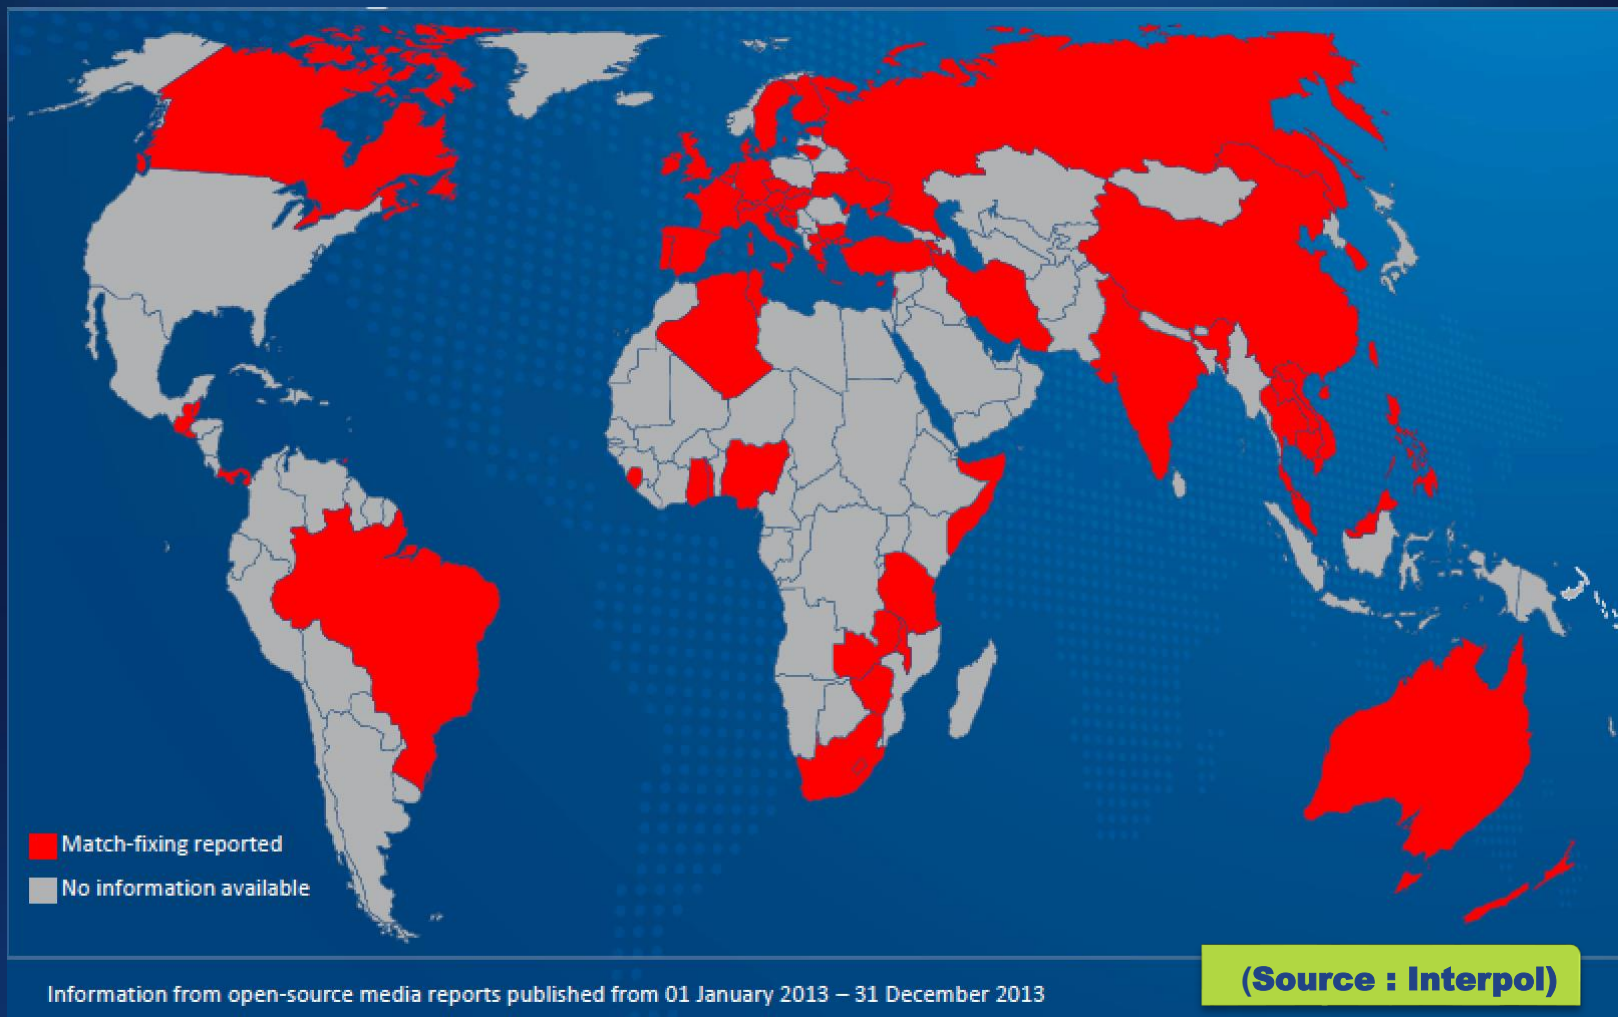 Match-fixing reported
No information available
Information from open-source media reports published from 01 January 2013 – 31 December 2013
(Source : Interpol)